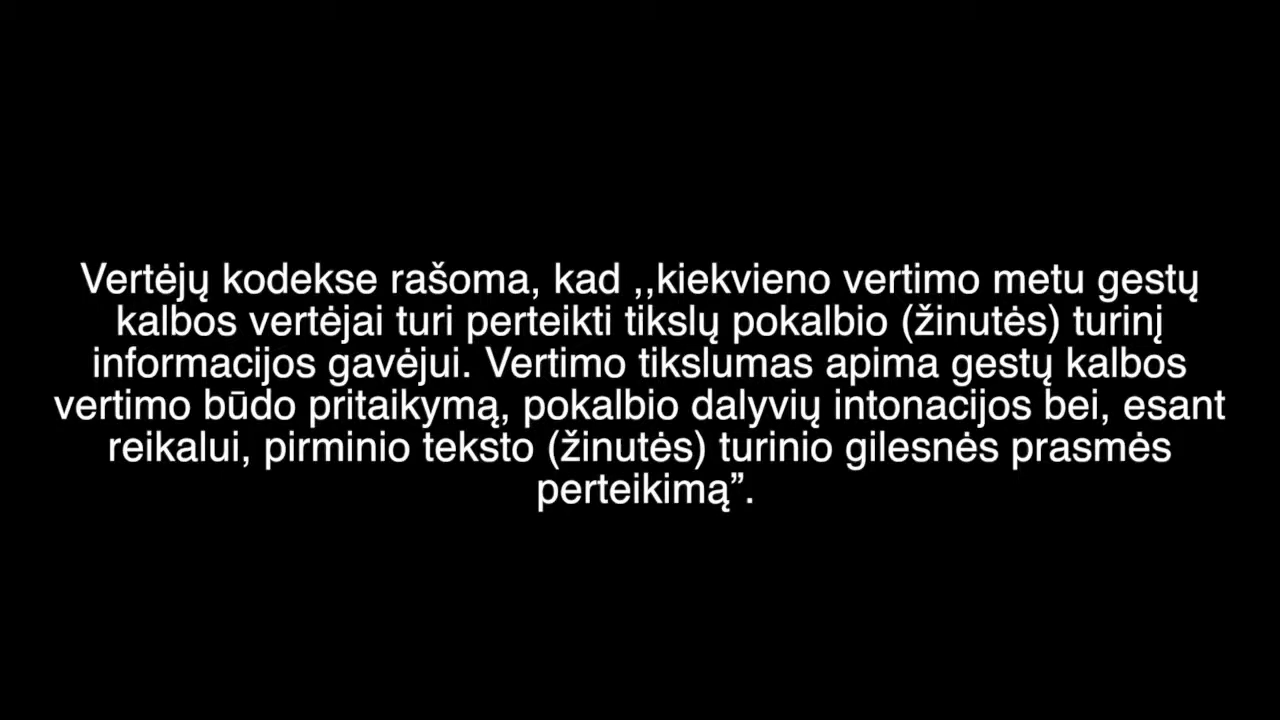 Vertėjų kodekse rašoma, kad ,,kiekvieno vertimo metu gestų
kalbos vertėjai turi perteikti tikslų pokalbio (žinutės) turinį
informacijos gavėjui. Vertimo tikslumas apima gestų kalbos
vertimo būdo pritaikymą, pokalbio dalyvių intonacijos bei, esant
reikalui, pirminio teksto (žinutės) turinio gilesnės prasmės
perteikimą”.